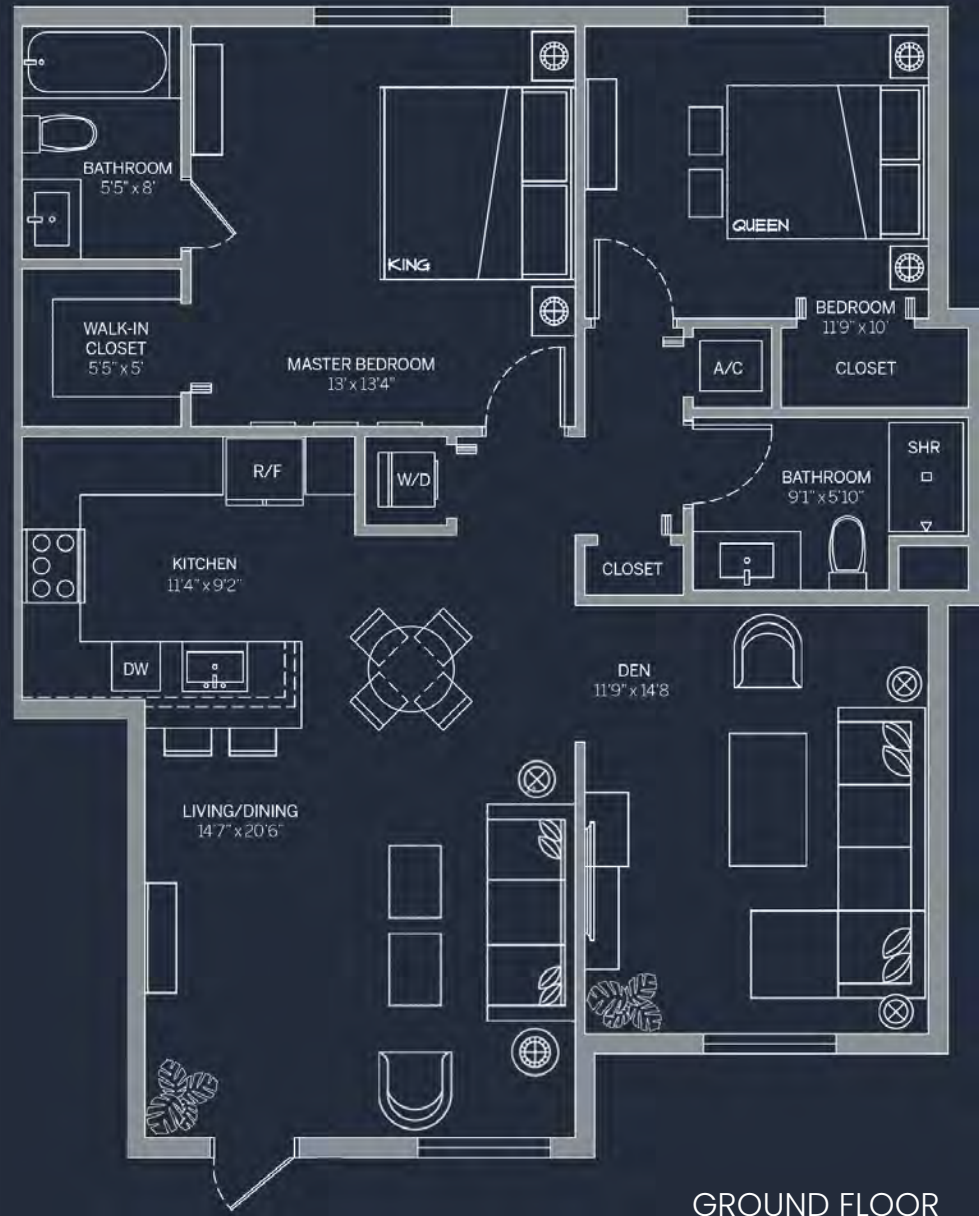 BATHROOM
5'5" x 8'
KING
QUEEN
WALK-IN
CLOSET
5'5" x 5'
MASTER BEDROOM
13' x 13'4"
BEDROOM
11'9" x 10'
A/C
CLOSET
R/F
W/D
BATHROOM
9'1" x 5'10"
SHR
KITCHEN
11'4" x 9'2"
CLOSET
DW
DEN
11'9" x 14'8
LIVING/DINING
14'7" x 20'6"
GROUND FLOOR